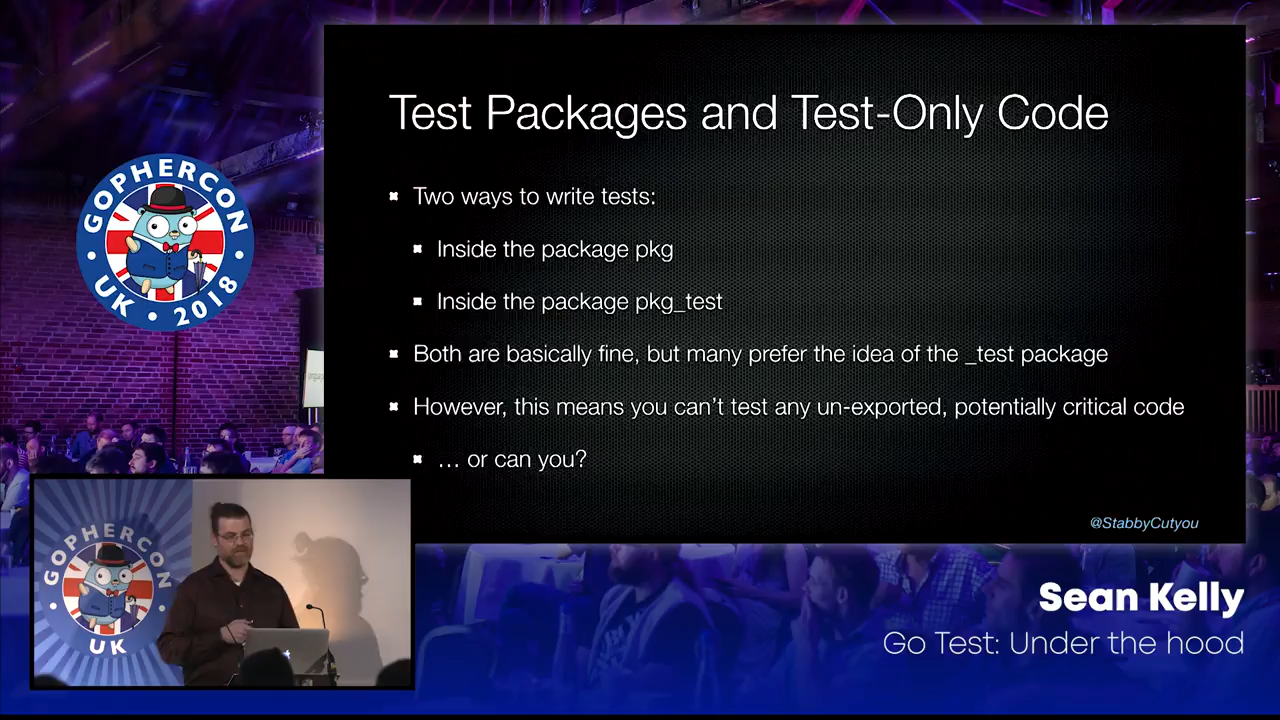 GOPHERCON
UK • 2018
Test Packages and Test-Only Code
Two ways to write tests:
Inside the package pkg
Inside the package pkg_test
Both are basically fine, but many prefer the idea of the _test package
However, this means you can’t test any un-exported, potentially critical code
… or can you?
@StabbyCutyou
GOPHERCON
UK
Sean Kelly
Go Test: Under the hood